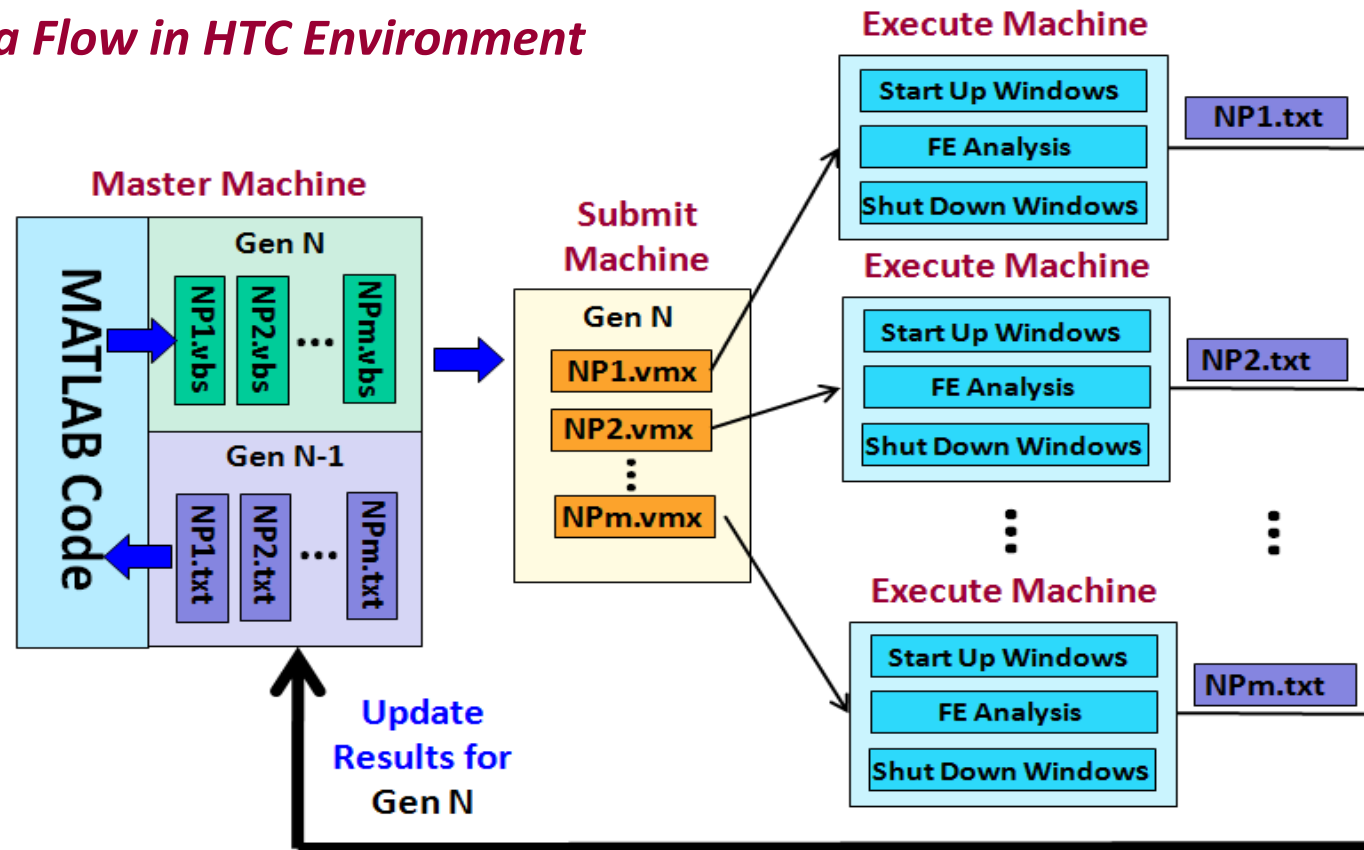 a Flow in HTC Environment
Master Machine
MATLAB Code
Gen N
NP1.vbs
NP2.vbs
...
NPm.vbs
Gen N-1
NP1.txt
NP2.txt
...
NPm.txt
Update
Results for
Gen N
Submit
Machine
Gen N
NP1.vmx
NP2.vmx
...
NPm.vmx
Execute Machine
Start Up Windows
FE Analysis
Shut Down Windows
NP1.txt
Execute Machine
Start Up Windows
FE Analysis
Shut Down Windows
NP2.txt
...
...
Execute Machine
Start Up Windows
FE Analysis
Shut Down Windows
NPm.txt